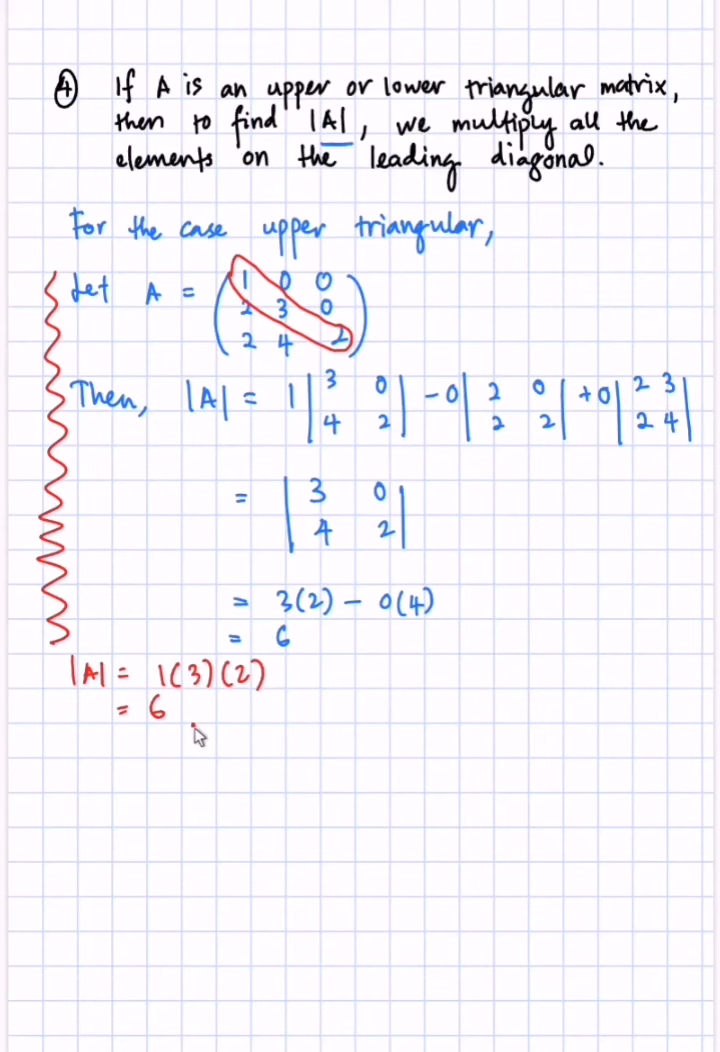 ④ If A is an upper or lower triangular matrix,
then to find |A|, we multiply all the
elements on the leading diagonal.
For the case upper triangular,
Let A = ( 1 0 0
2 3 0
2 4 2 )
Then, |A| = 1 | 3 0 | - 0 | 2 0 | + 0 | 2 3 |
| 4 2 | | 2 2 | | 2 4 |
= | 3 0 |
| 4 2 |
= 3(2) - 0(4)
= 6
|A| = 1(3)(2)
= 6